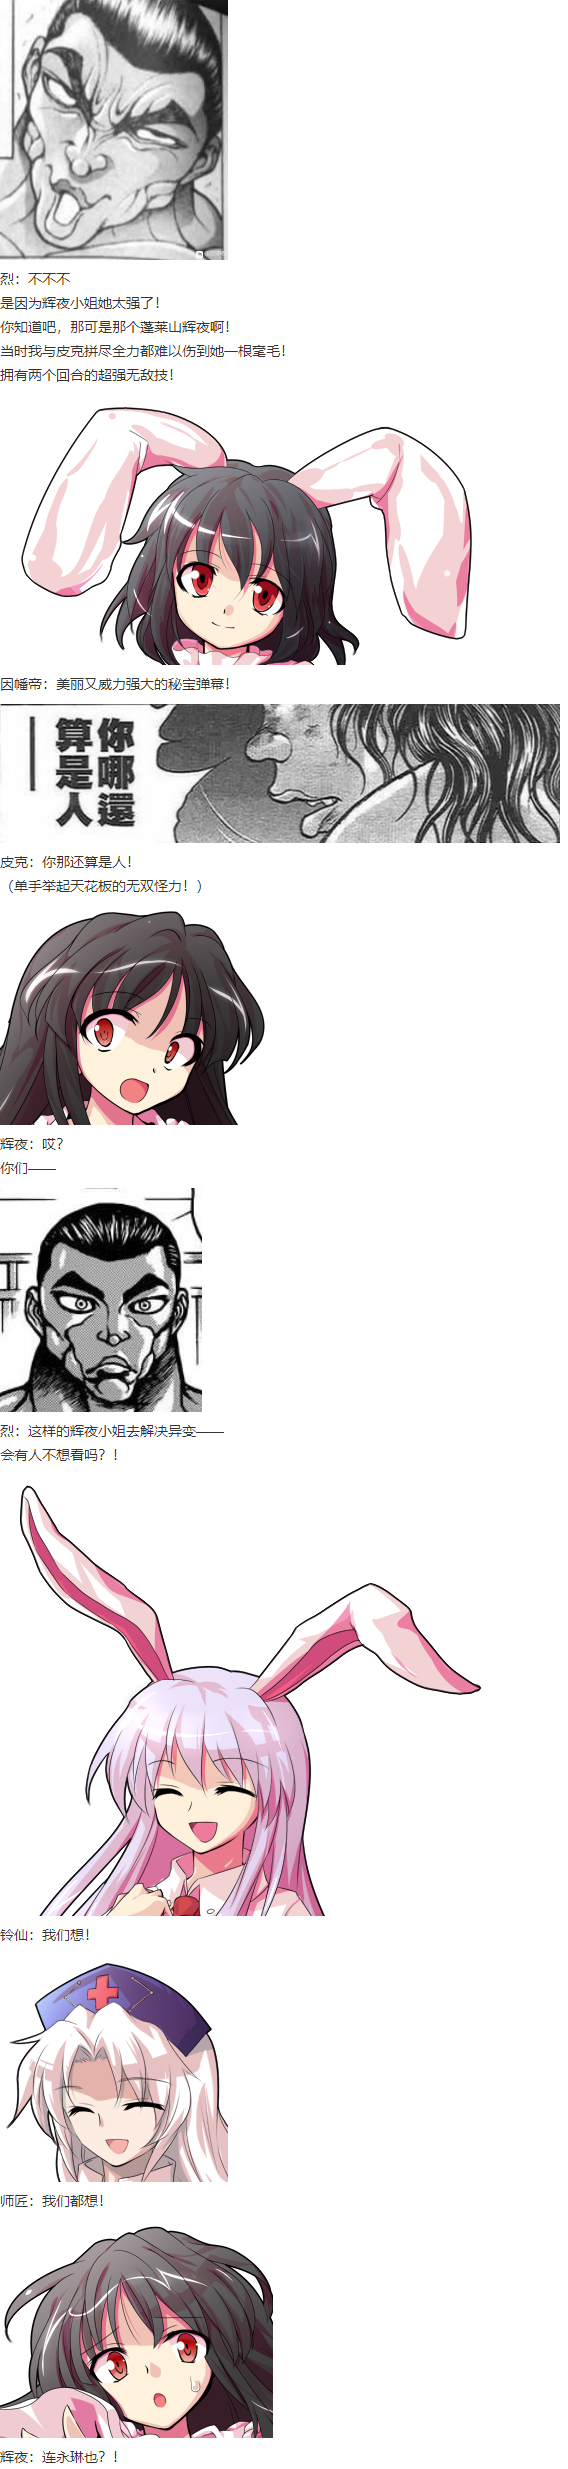 烈：不不不
是因为辉夜小姐她太强了！
你知道吧，那可是那个蓬莱山辉夜啊！
当时我与皮克拼尽全力都难以伤到她一根毫毛！
拥有两个回合的超强无敌技！
因幡帝：美丽又威力强大的秘宝弹幕！
你哪還
算是人
——
皮克：你那还算是人！
（单手举起天花板的无双怪力！）
辉夜：哎？
你们——
烈：这样的辉夜小姐去解决异变——
会有人不想看吗？！
铃仙：我们想！
师匠：我们都想！
辉夜：连永琳也？！